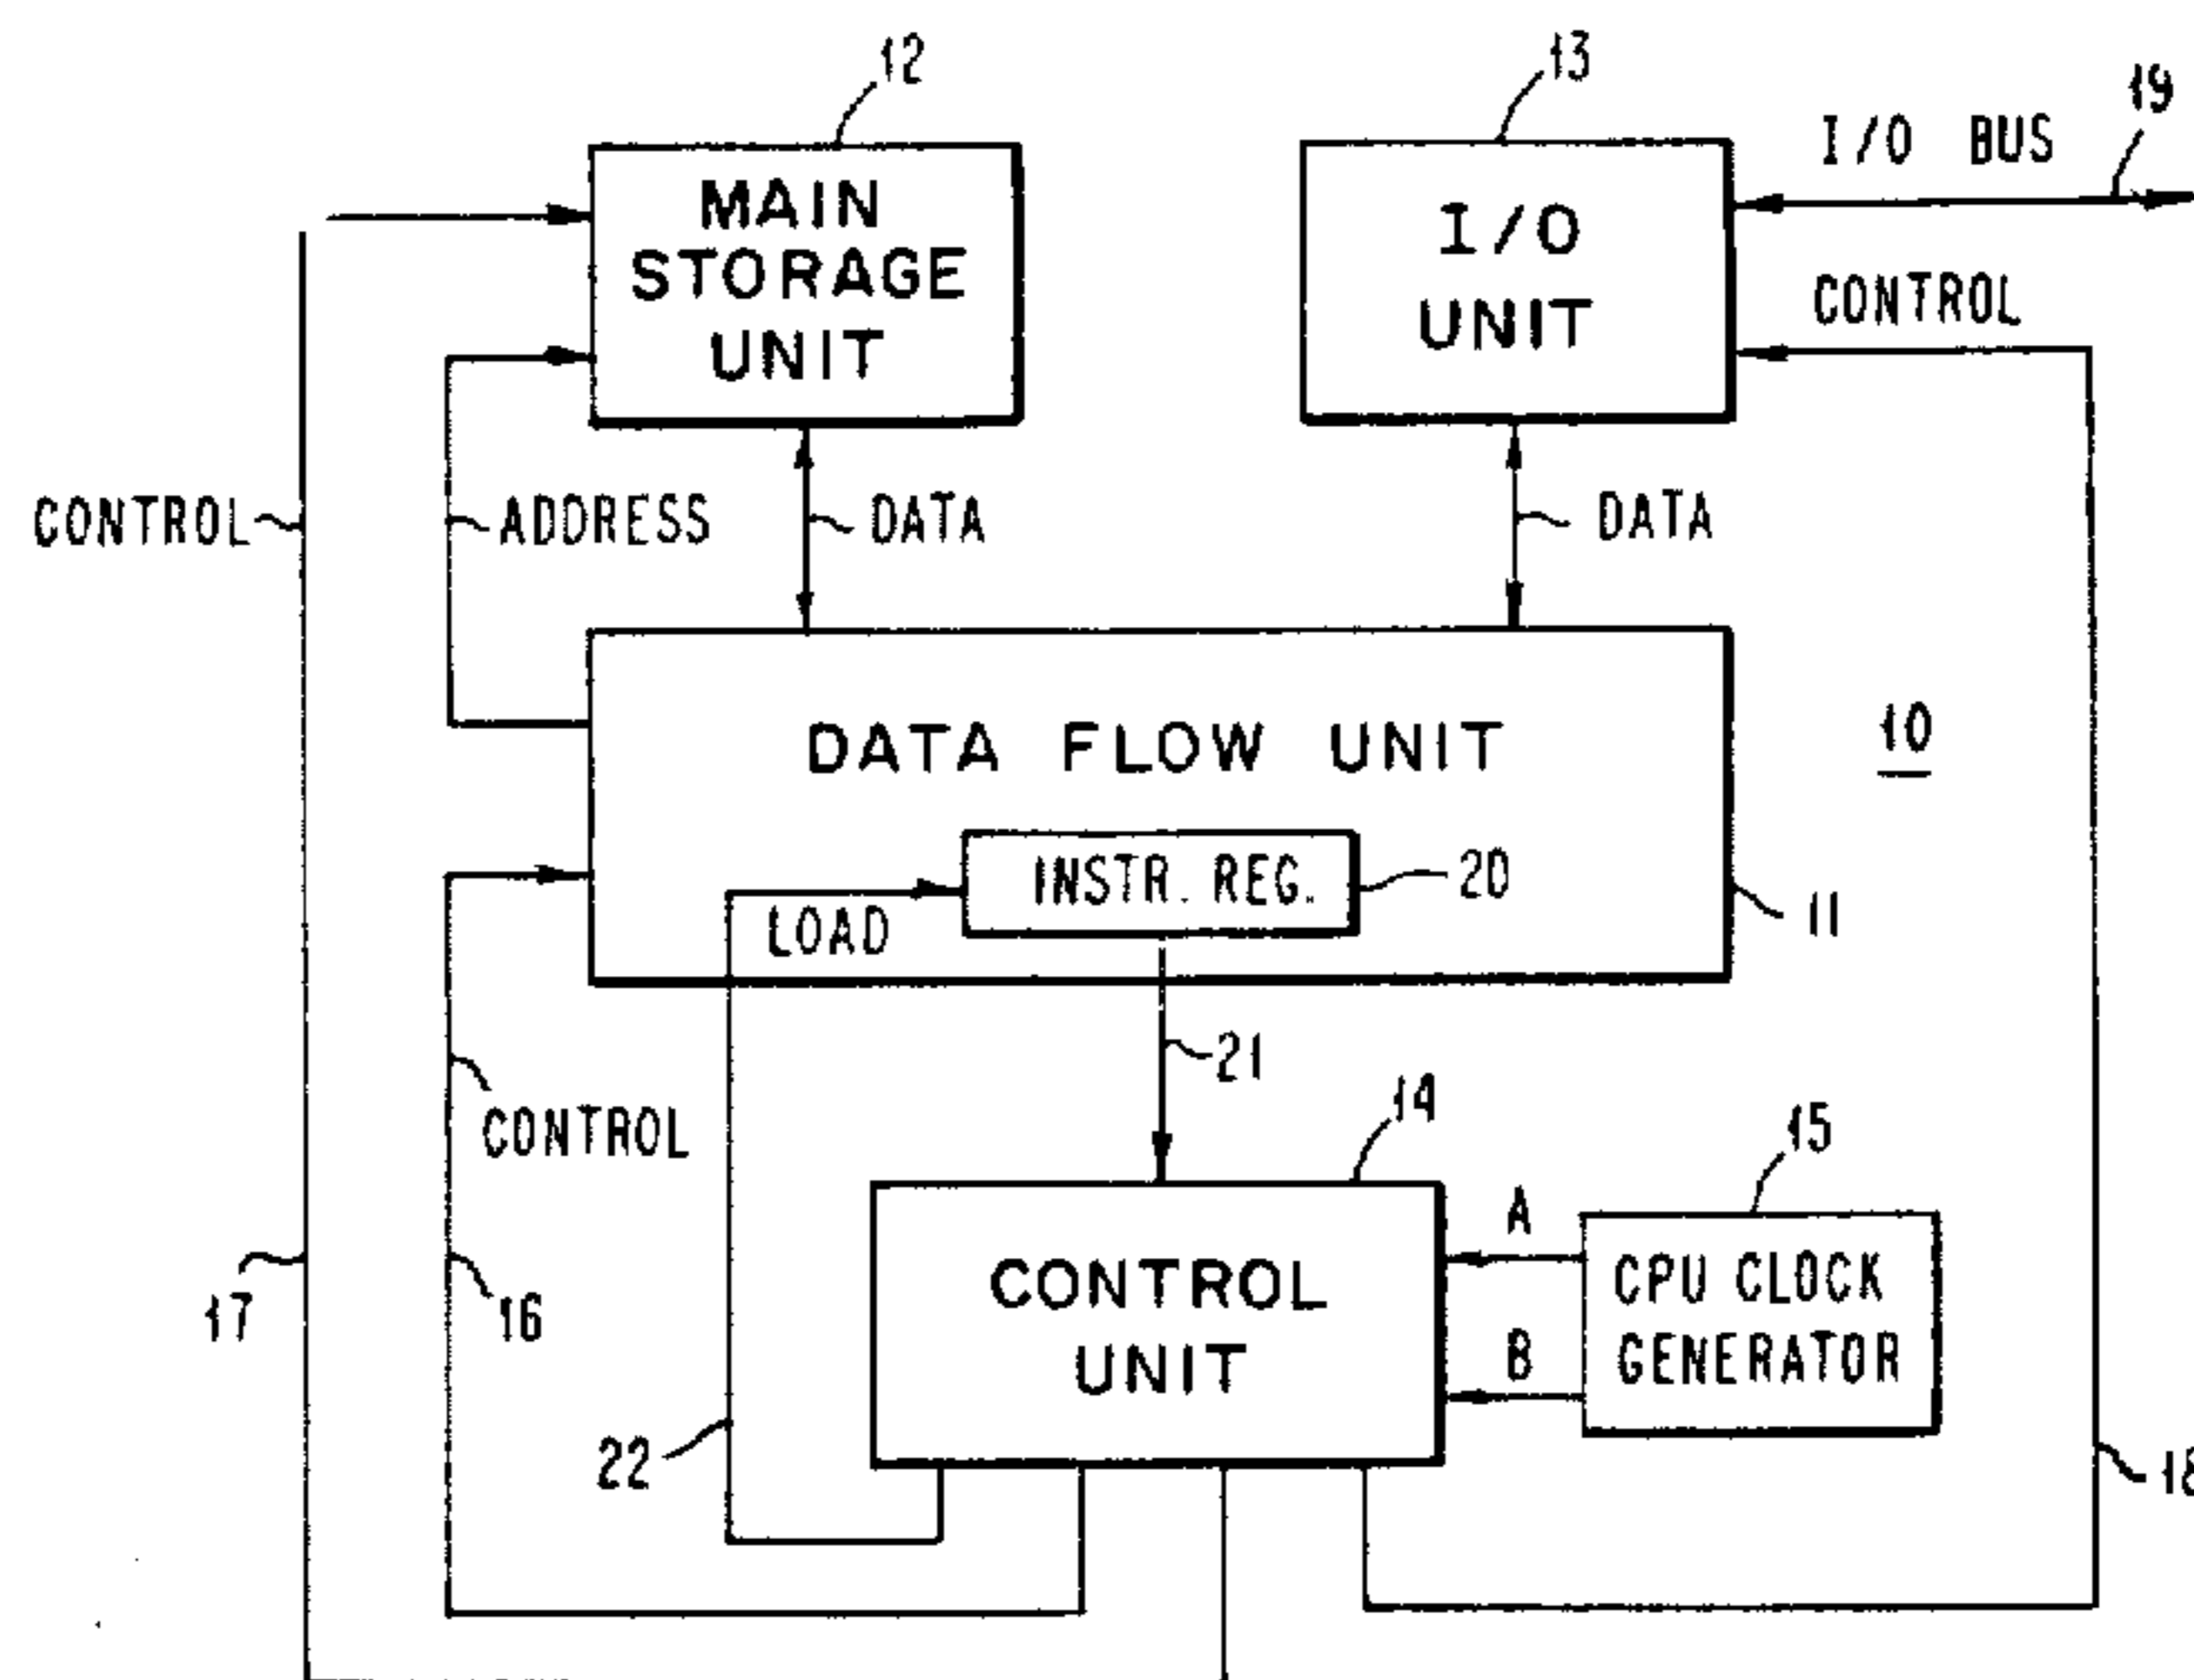 12
13
19
I/O BUS
MAIN
STORAGE
UNIT
I/O
UNIT
CONTROL
CONTROL
ADDRESS
DATA
DATA
DATA FLOW UNIT
10
INSTR. REG.
20
LOAD
11
21
14
CONTROL
15
A
CONTROL
UNIT
CPU CLOCK
GENERATOR
17
16
B
22
18